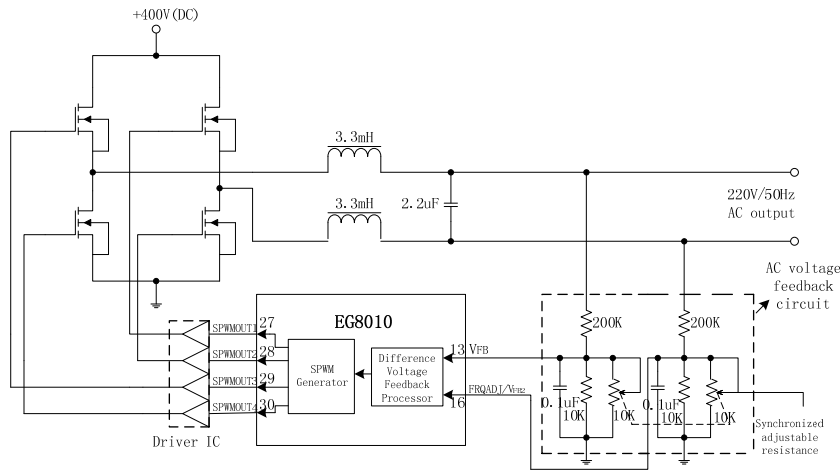 +400V(DC)
3.3mH
3.3mH
2.2uF
220V/50Hz
AC output
AC voltage
feedback
circuit
EG8010
200K
200K
SPWMOUT1
27
SPWMOUT2
28
SPWMOUT3
29
SPWMOUT4
30
SPWM
Generator
Difference
Voltage
Feedback
Processor
13
VFB
FRQADJ/VFB2
16
0.1uF
10K
10K
0.1uF
10K
10K
Driver IC
Synchronized
adjustable
resistance